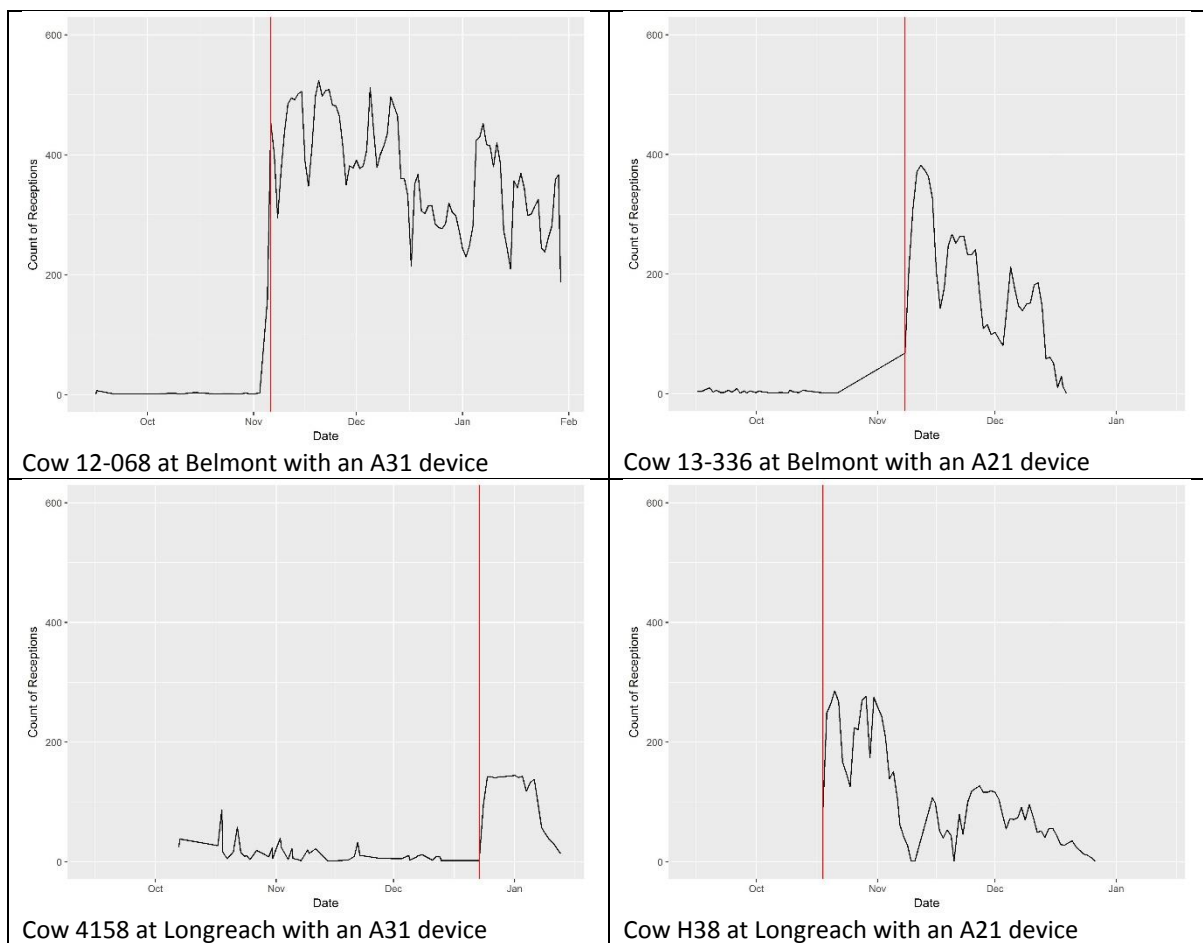 600
400
200
0
Count of Receptions
Oct
Nov
Dec
Jan
Feb
Date
Cow 12-068 at Belmont with an A31 device
600
400
200
0
Count of Receptions
Oct
Nov
Dec
Jan
Date
Cow 13-336 at Belmont with an A21 device
600
400
200
0
Count of Receptions
Oct
Nov
Dec
Jan
Date
Cow 4158 at Longreach with an A31 device
600
400
200
0
Count of Receptions
Oct
Nov
Dec
Jan
Date
Cow H38 at Longreach with an A21 device